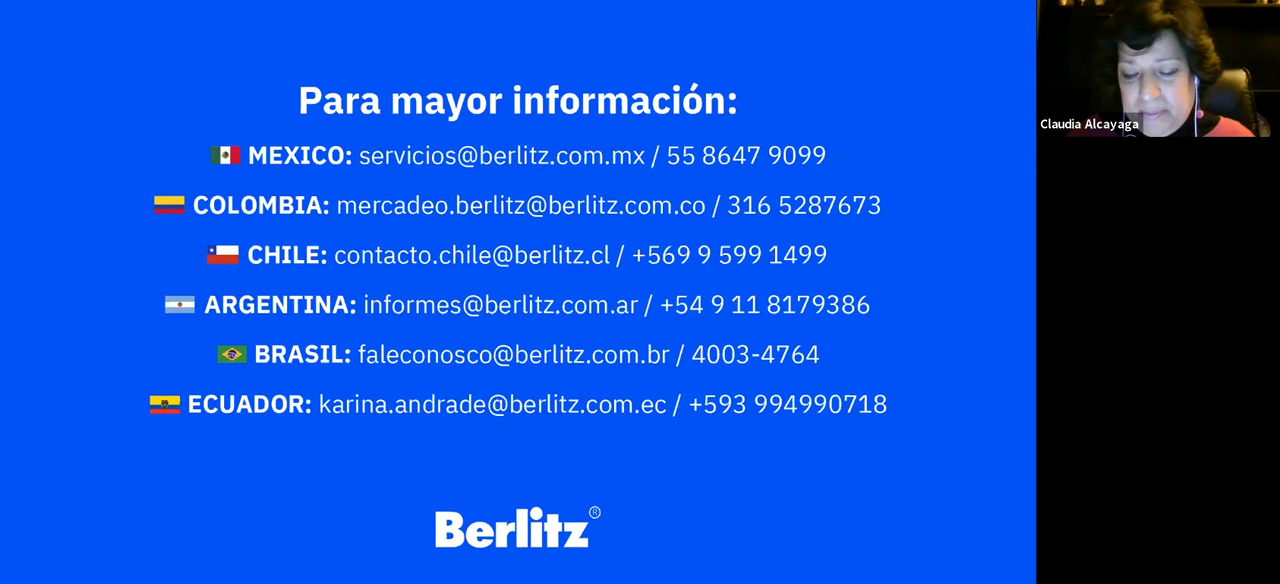 Para mayor información:
MEXICO: servicios@berlitz.com.mx / 55 8647 9099
COLOMBIA: mercadeo.berlitz@berlitz.com.co / 316 5287673
CHILE: contacto.chile@berlitz.cl / +569 9 599 1499
ARGENTINA: informes@berlitz.com.ar / +54 9 11 8179386
BRASIL: faleconosco@berlitz.com.br / 4003-4764
ECUADOR: karina.andrade@berlitz.com.ec / +593 994990718
Berlitz®
Claudia Alcayaga